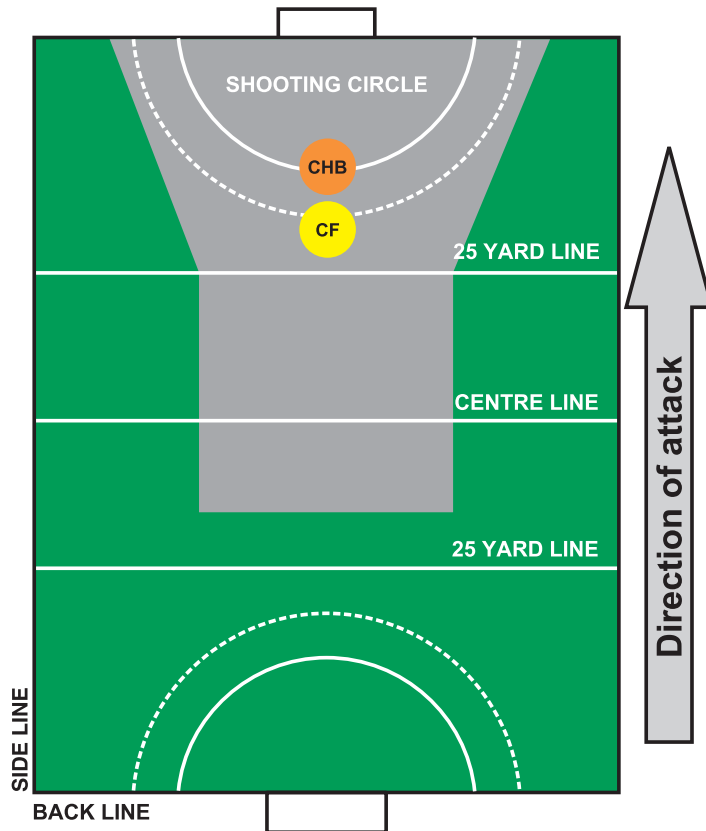 SHOOTING CIRCLE
CHB
CF
25 YARD LINE
CENTRE LINE
25 YARD LINE
Direction of attack
SIDE LINE
BACK LINE